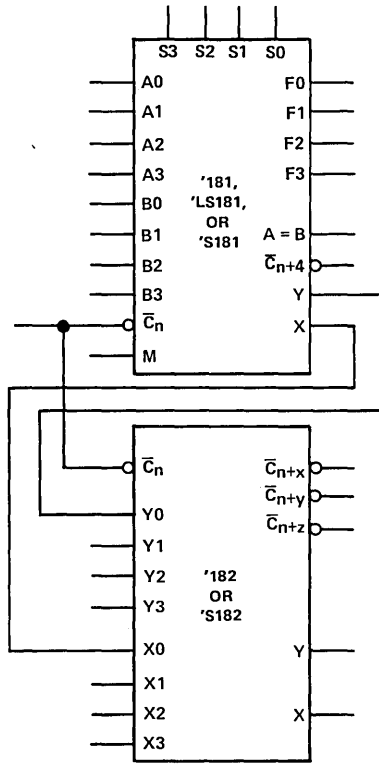 S3 S2 S1 S0
A0 F0
A1 F1
A2 F2
A3 F3
'181,
'LS181,
OR
'S181
B0
B1 A = B
B2 C̅n+4
B3 Y
C̅n X
M
C̅n C̅n+x
C̅n+y
Y0 C̅n+z
Y1
Y2
Y3
'182
OR
'S182
X0 Y
X1
X2 X
X3